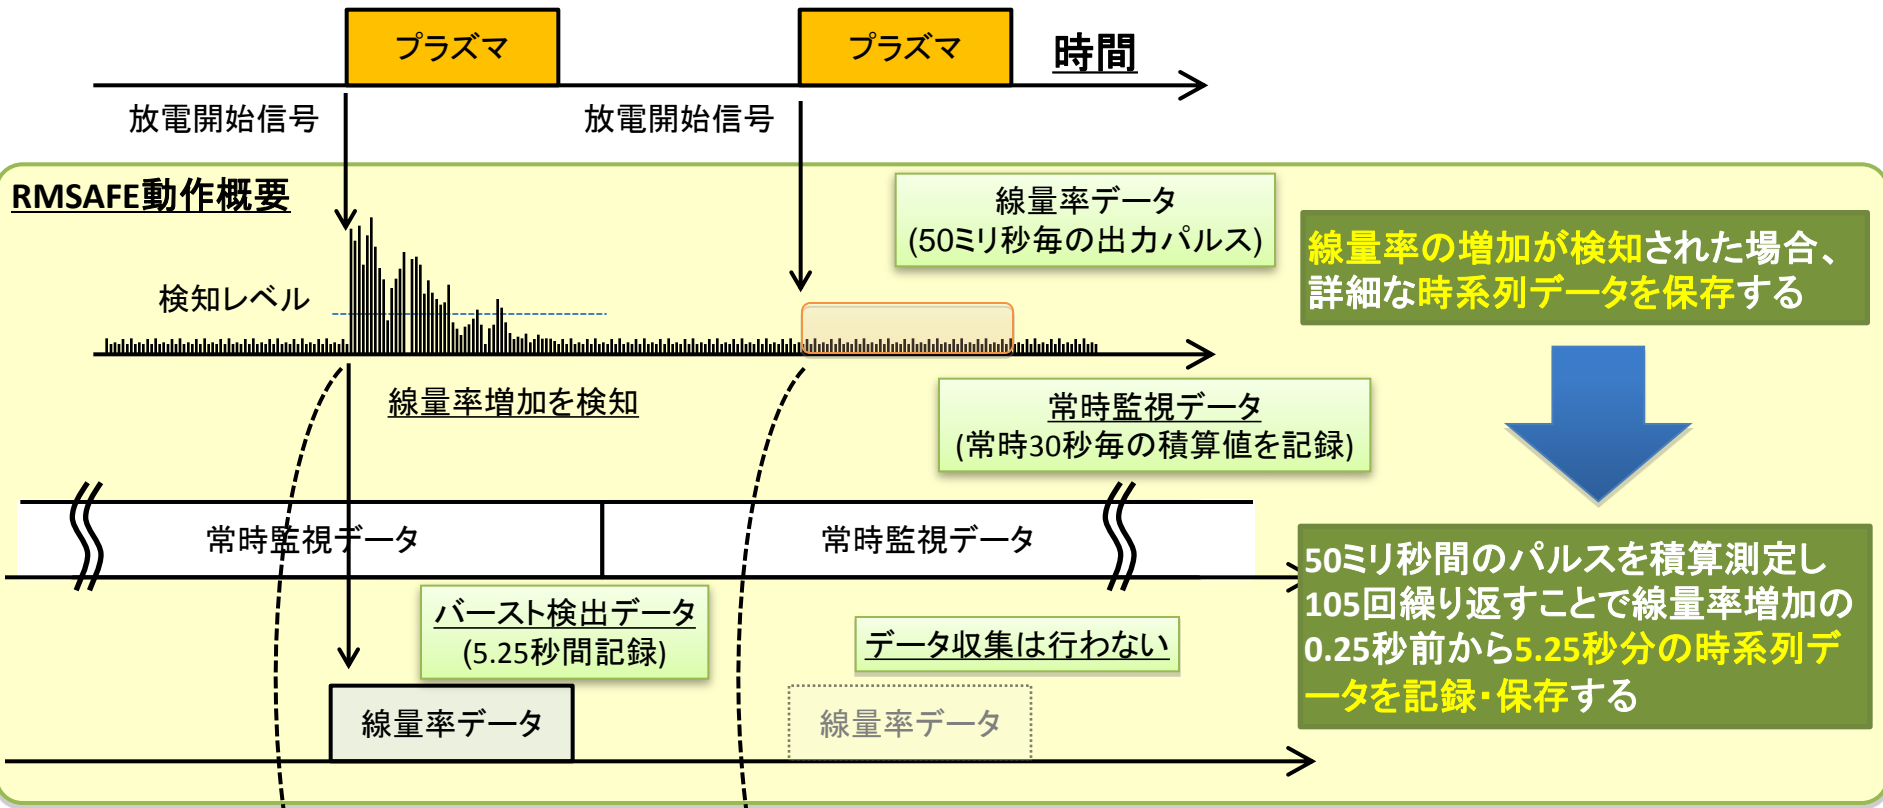 プラズマ
プラズマ
時間
放電開始信号
放電開始信号
RMSAFE動作概要
線量率データ
(50ミリ秒毎の出力パルス)
検知レベル
線量率の増加が検知された場合、
詳細な時系列データを保存する
線量率増加を検知
常時監視データ
(常時30秒毎の積算値を記録)
常時監視データ
常時監視データ
50ミリ秒間のパルスを積算測定し
105回繰り返すことで線量率増加の
0.25秒前から5.25秒分の時系列デ
ータを記録・保存する
バースト検出データ
(5.25秒間記録)
データ収集は行わない
線量率データ
線量率データ